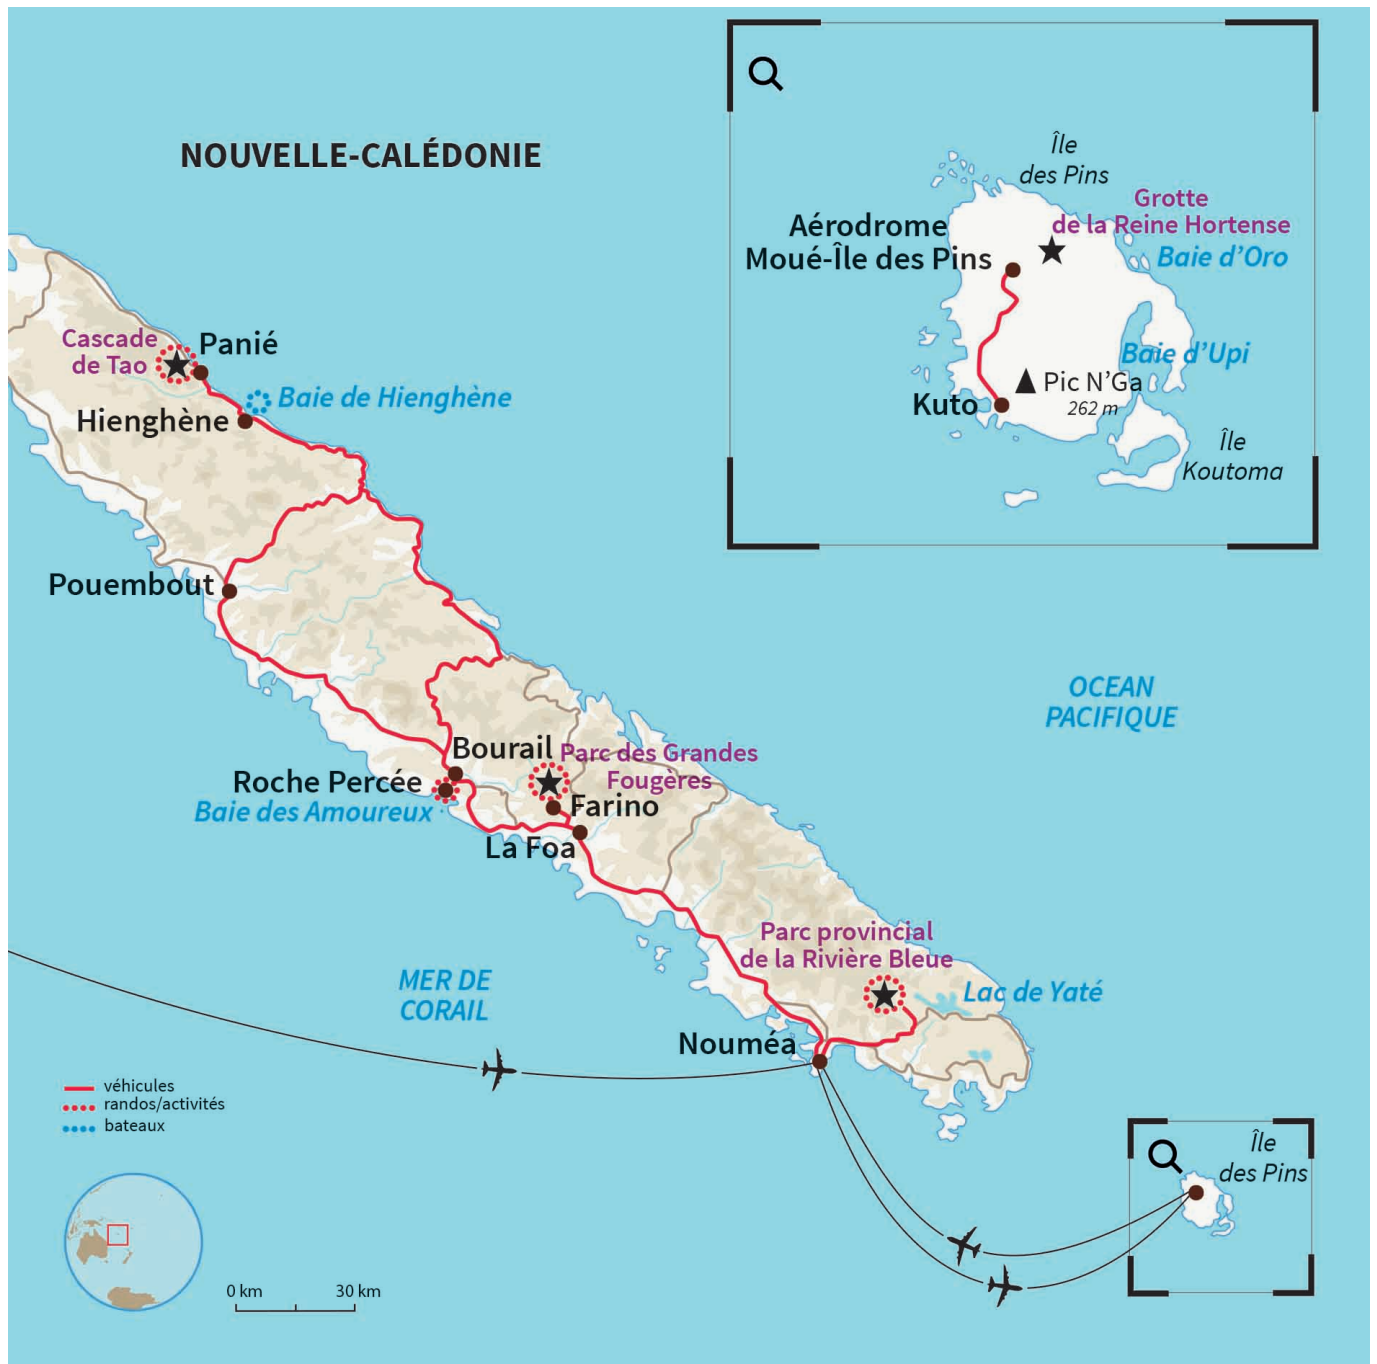 NOUVELLE-CALÉDONIE
Île
des Pins
Grotte
de la Reine Hortense
Aérodrome
Moué-Île des Pins
Baie d'Oro
Baie d'Upi
Pic N'Ga
262 m
Kuto
Île
Koutoma
Cascade
de Tao
Panié
Baie de Hienghène
Hienghène
Pouembout
OCEAN
PACIFIQUE
Bourail
Parc des Grandes
Fougères
Roche Percée
Baie des Amoureux
Farino
La Foa
Parc provincial
de la Rivière Bleue
Lac de Yaté
MER DE
CORAIL
Nouméa
véhicules
randos/activités
bateaux
Île
des Pins
0 km
30 km